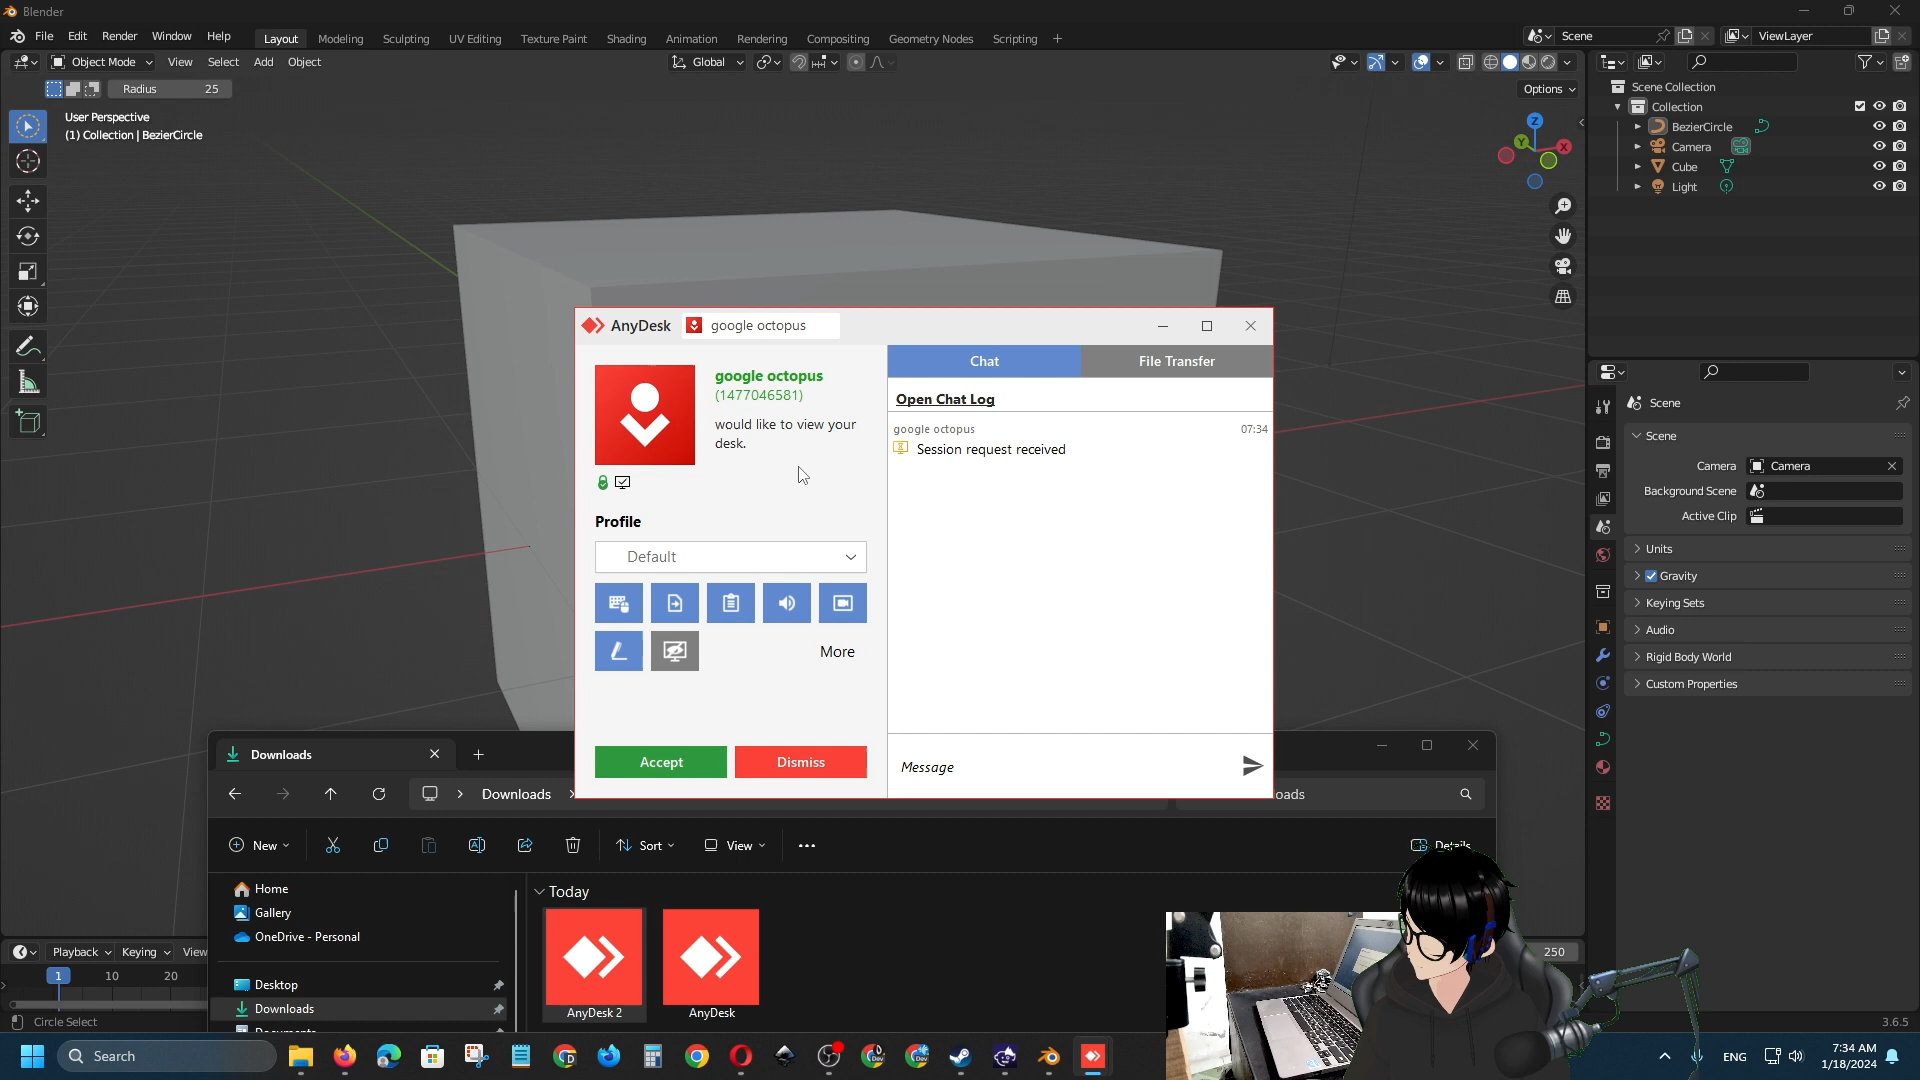 Blender
File Edit Render Window Help
Layout Modeling Sculpting UV Editing Texture Paint Shading Animation Rendering Compositing Geometry Nodes Scripting +
Scene
ViewLayer
Object Mode View Select Add Object
Global
Radius 25
Options
User Perspective
(1) Collection | BezierCircle
Z
Y
X
Scene Collection
Collection
BezierCircle
Camera
Cube
Light
Scene
Scene
Camera Camera
Background Scene
Active Clip
Units
Gravity
Keying Sets
Audio
Rigid Body World
Custom Properties
AnyDesk google octopus
google octopus
(1477046581)
would like to view your
desk.
Profile
Default
More
Accept Dismiss
Chat File Transfer
Open Chat Log
google octopus 07:34
Session request received
Message
Downloads
Downloads
oads
New Sort View
Details
Home
Gallery
OneDrive - Personal
Desktop
Downloads
Today
AnyDesk 2 AnyDesk
Playback Keying View
1 10 20
250
Circle Select
3.6.5
Search
ENG
7:34 AM
1/18/2024